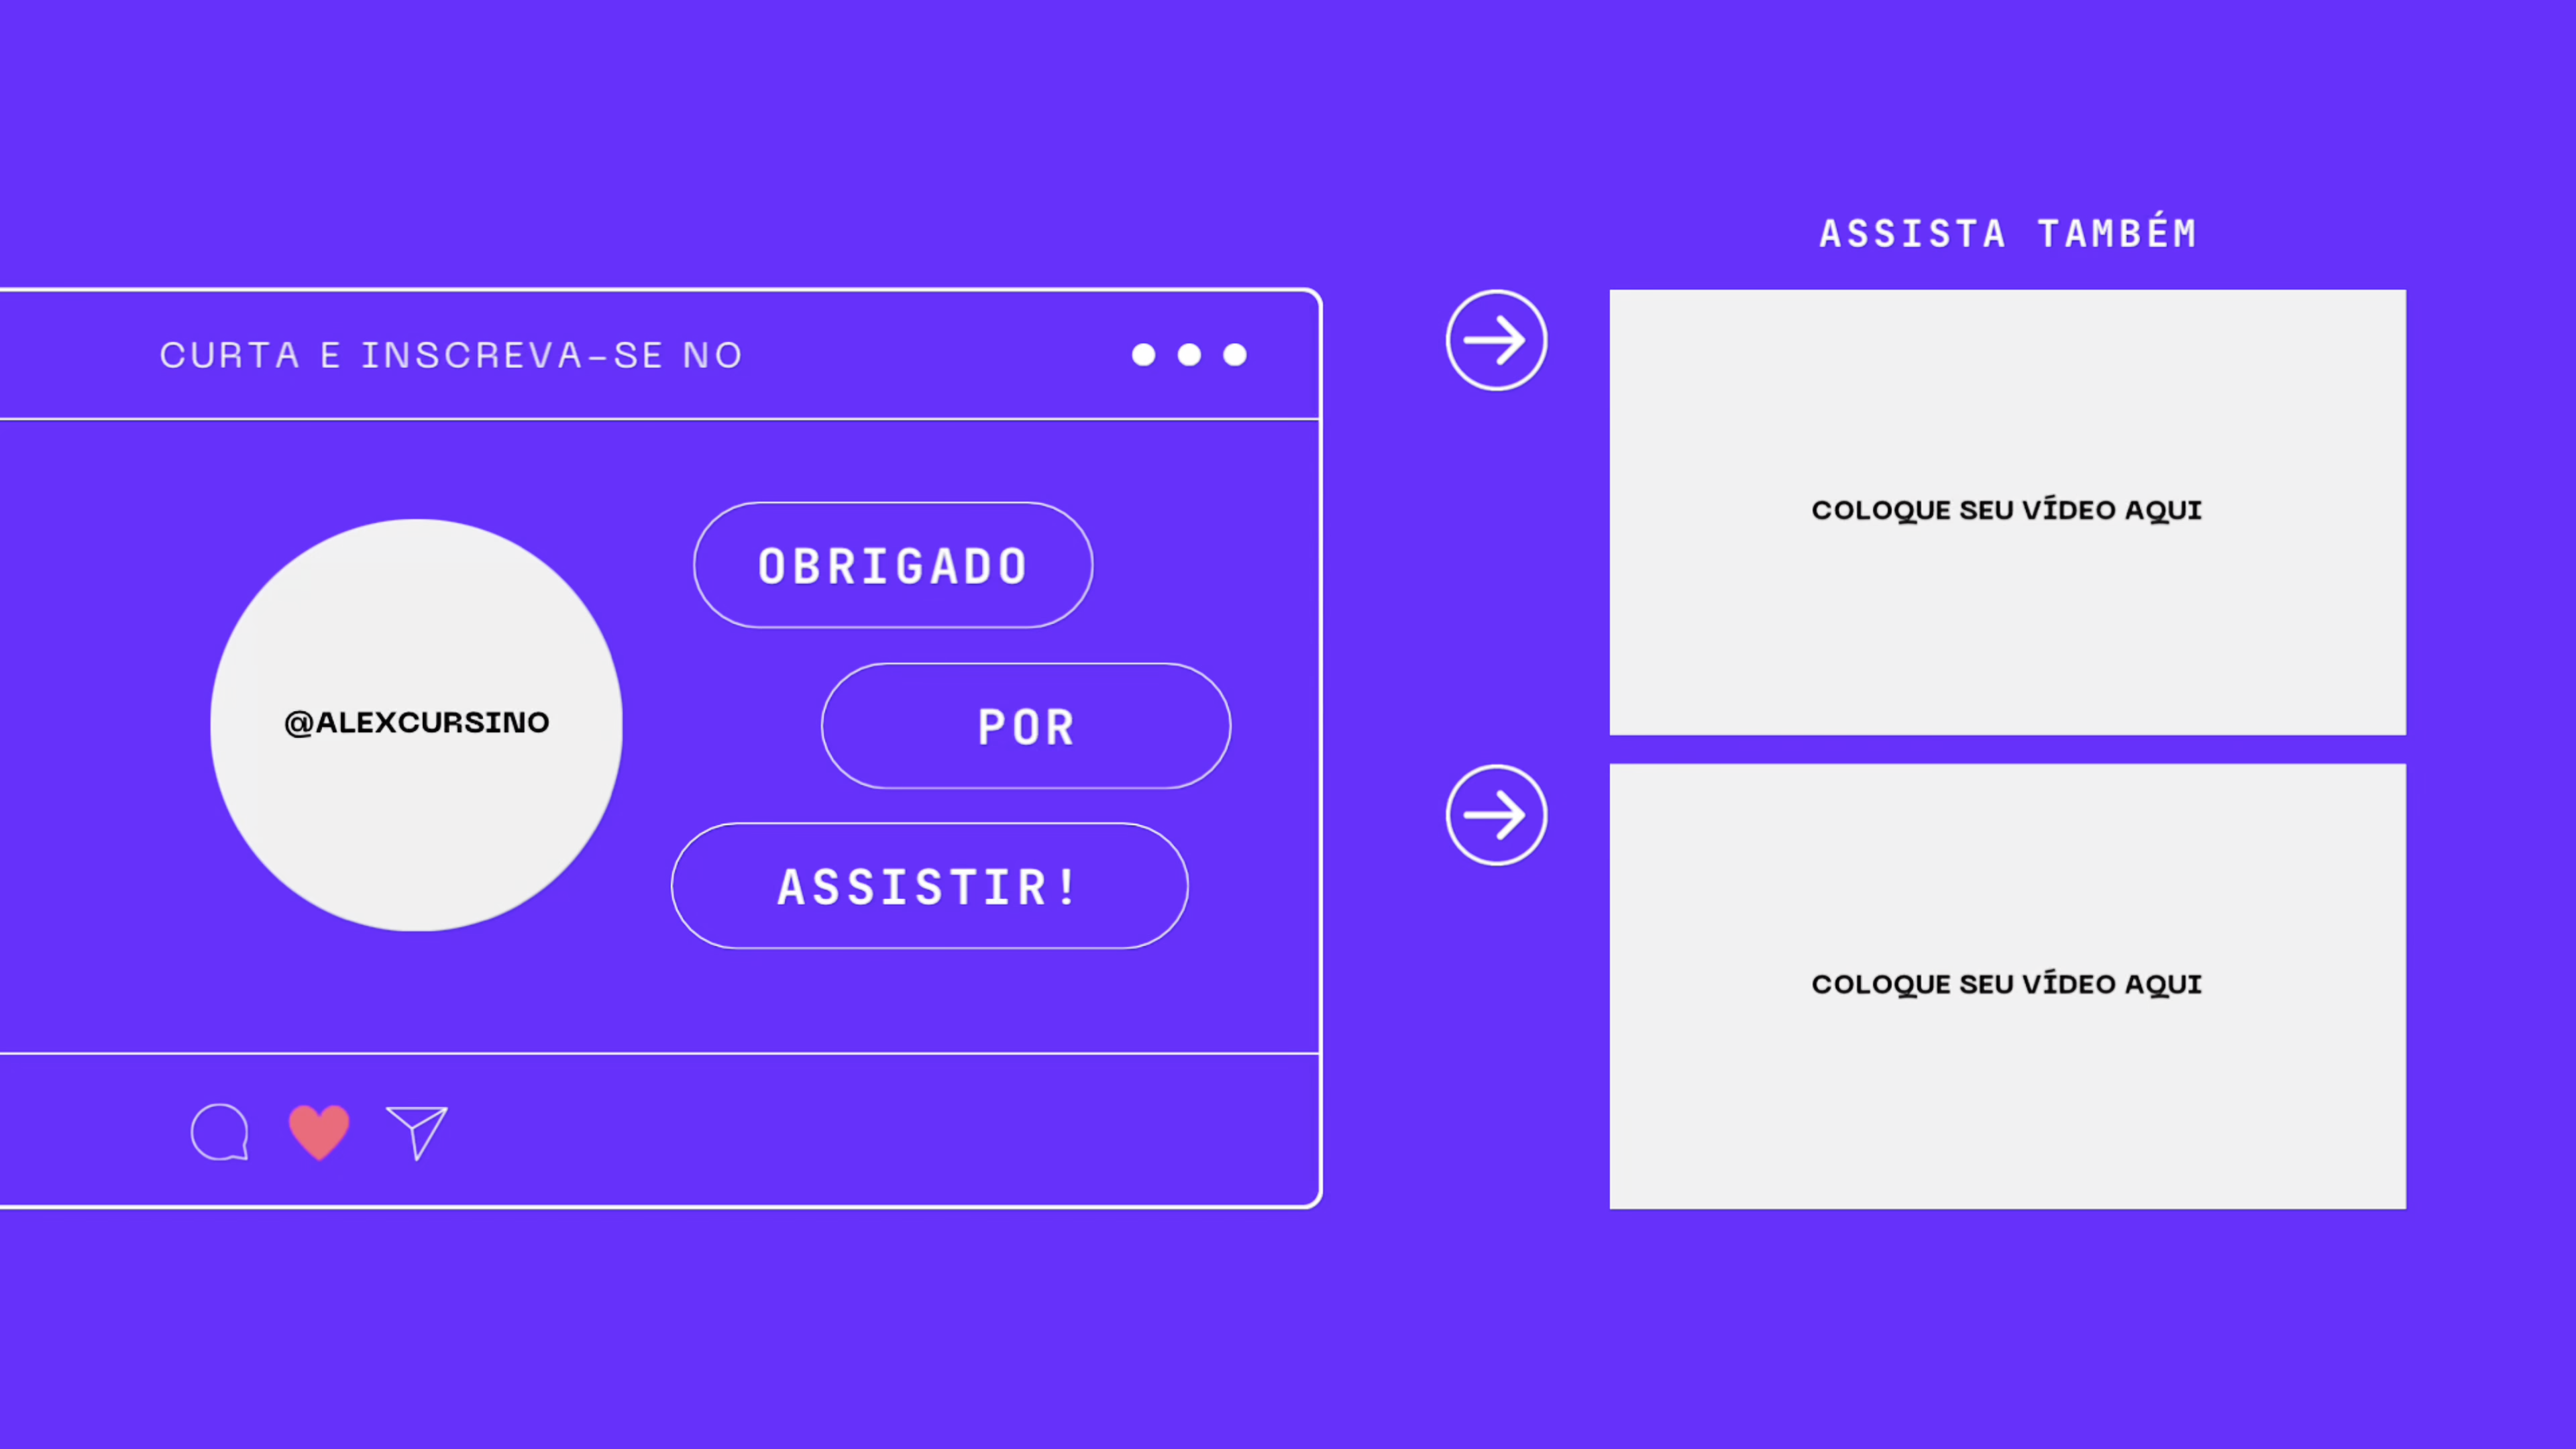 CURTA E INSCREVA-SE NO
@ALEXCURSINO
OBRIGADO
POR
ASSISTIR!
ASSISTA TAMBÉM
COLOQUE SEU VÍDEO AQUI
COLOQUE SEU VÍDEO AQUI